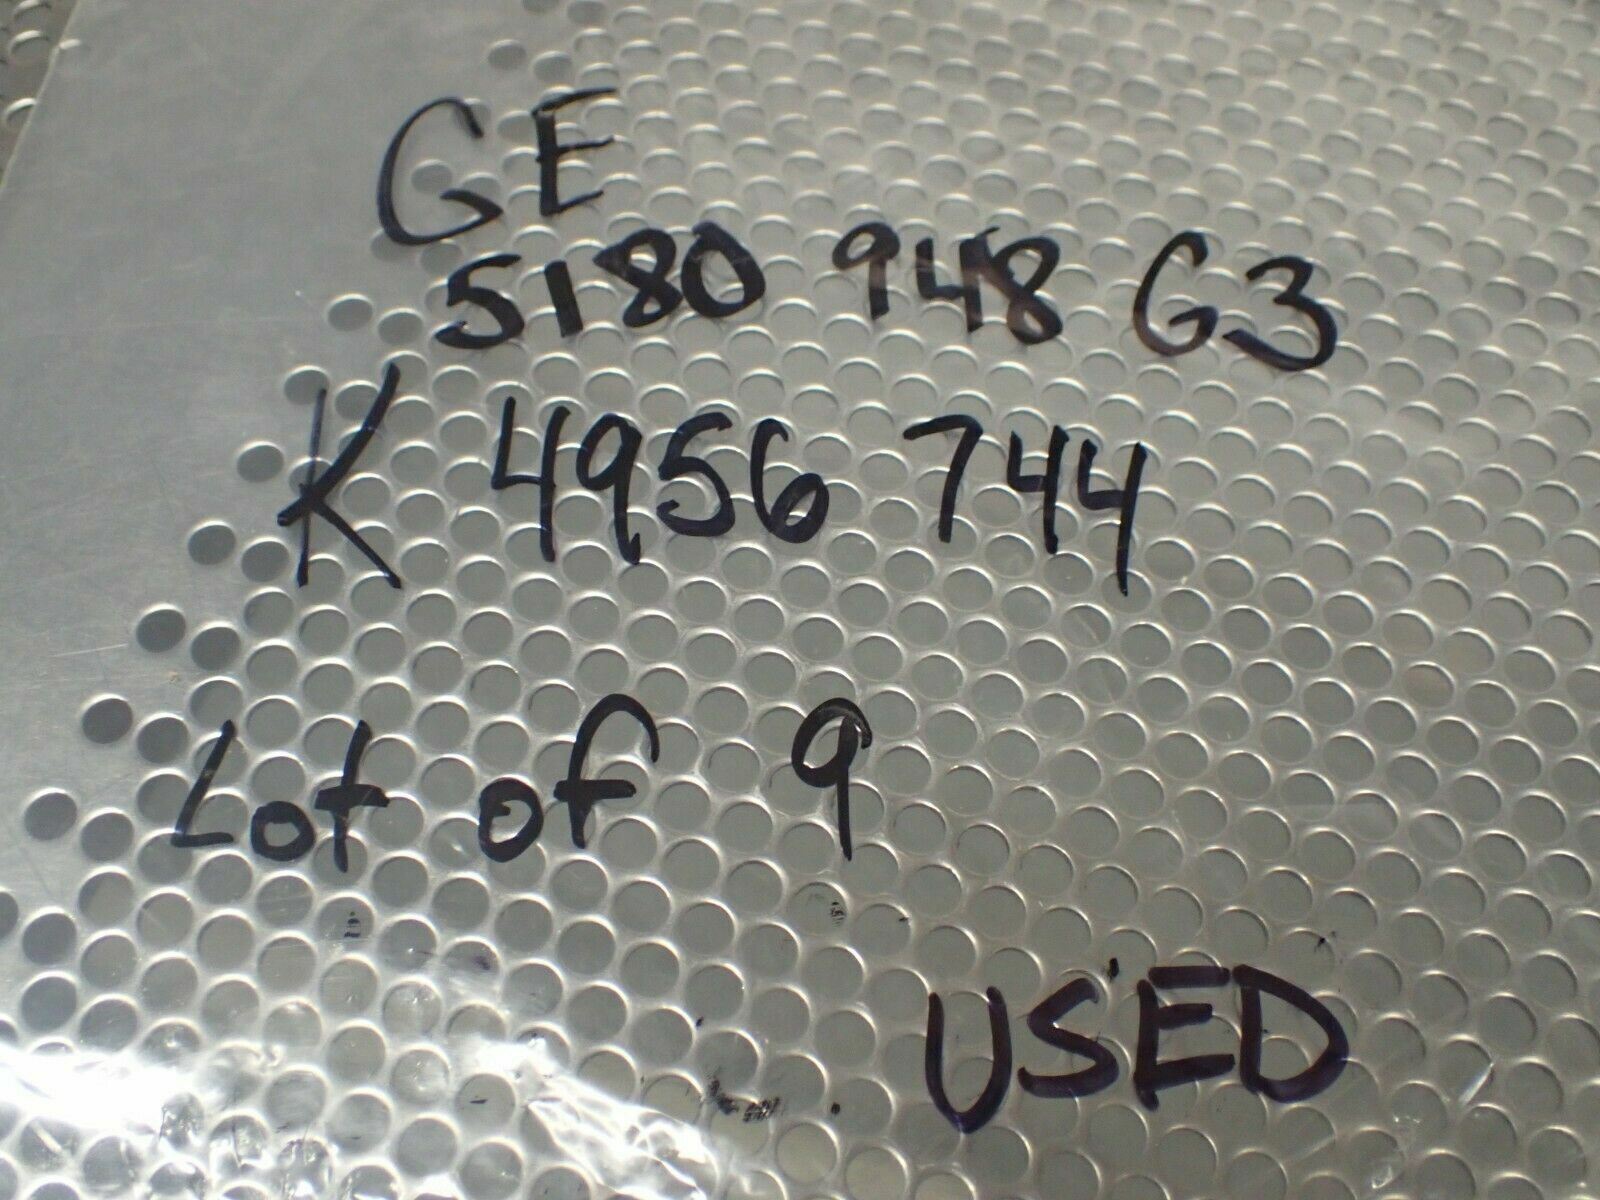 GE
5180 948 G3
K 4956 744
Lot of 9
USED